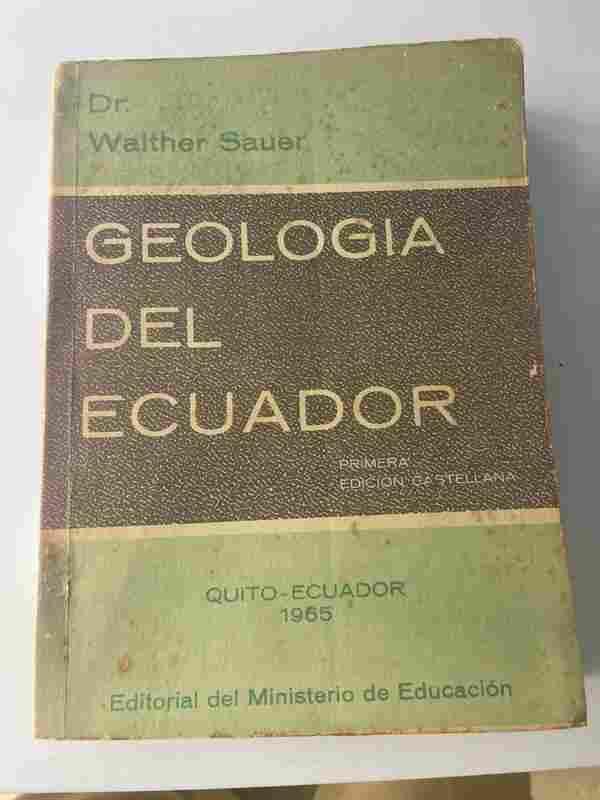 Dr.
Walther Sauer
GEOLOGIA
DEL
ECUADOR
PRIMERA
EDICION CASTELLANA
QUITO-ECUADOR
1965
Editorial del Ministerio de Educación